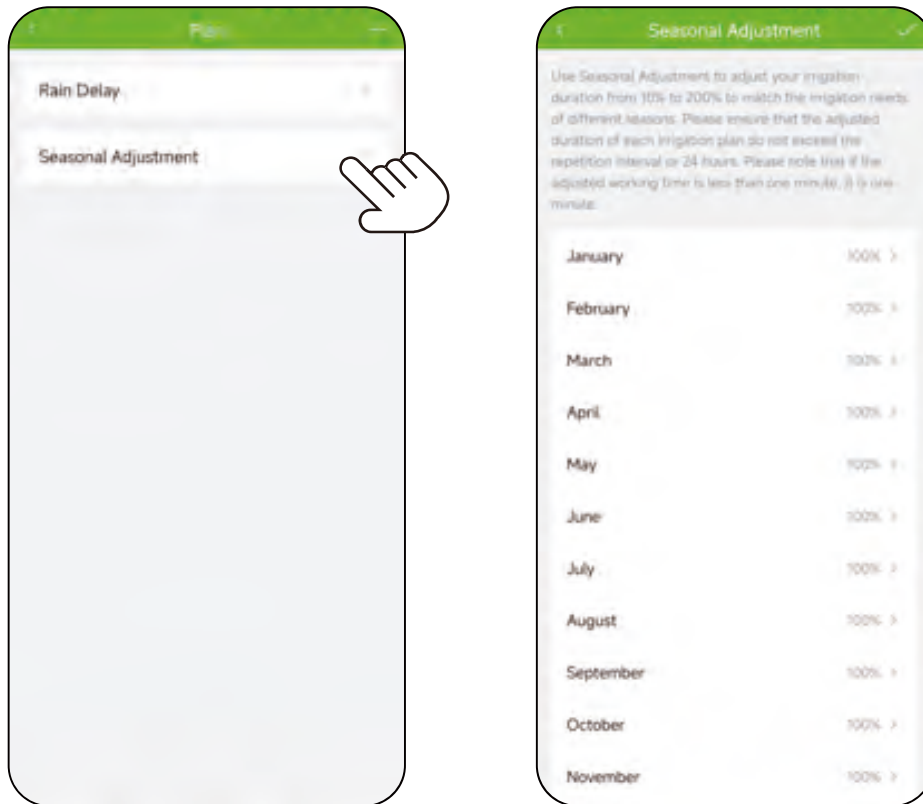 Plan
Rain Delay
Seasonal Adjustment
Seasonal Adjustment
Use Seasonal Adjustment to adjust your irrigation
duration from 10% to 200% to match the irrigation needs
of different seasons. Please ensure that the adjusted
duration of each irrigation plan do not exceed the
repetition interval or 24 hours. Please note that if the
adjusted working time is less than one minute, it is one
minute.
January 100%
February 100%
March 100%
April 100%
May 100%
June 100%
July 100%
August 100%
September 100%
October 100%
November 100%